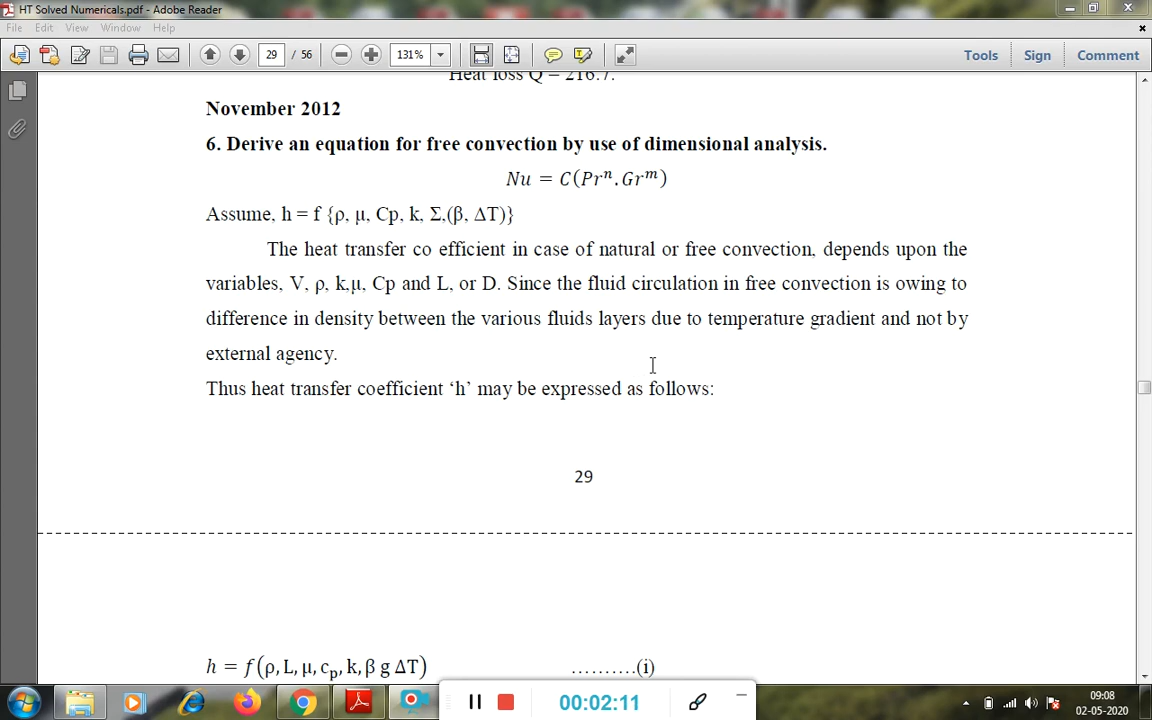 HT Solved Numericals.pdf - Adobe Reader
File Edit View Window Help
29 / 56 131% Tools Sign Comment
Heat loss Q = 216.7.
November 2012
6. Derive an equation for free convection by use of dimensional analysis.
Nu = C(Prⁿ.Grᵐ)
Assume, h = f {ρ, μ, Cp, k, Σ,(β, ΔT)}
The heat transfer co efficient in case of natural or free convection, depends upon the
variables, V, ρ, k,μ, Cp and L, or D. Since the fluid circulation in free convection is owing to
difference in density between the various fluids layers due to temperature gradient and not by
external agency.
Thus heat transfer coefficient ‘h’ may be expressed as follows:
29
h = f(ρ, L, μ, cₚ, k, β g ΔT) ..........(i)
00:02:11
09:08
02-05-2020